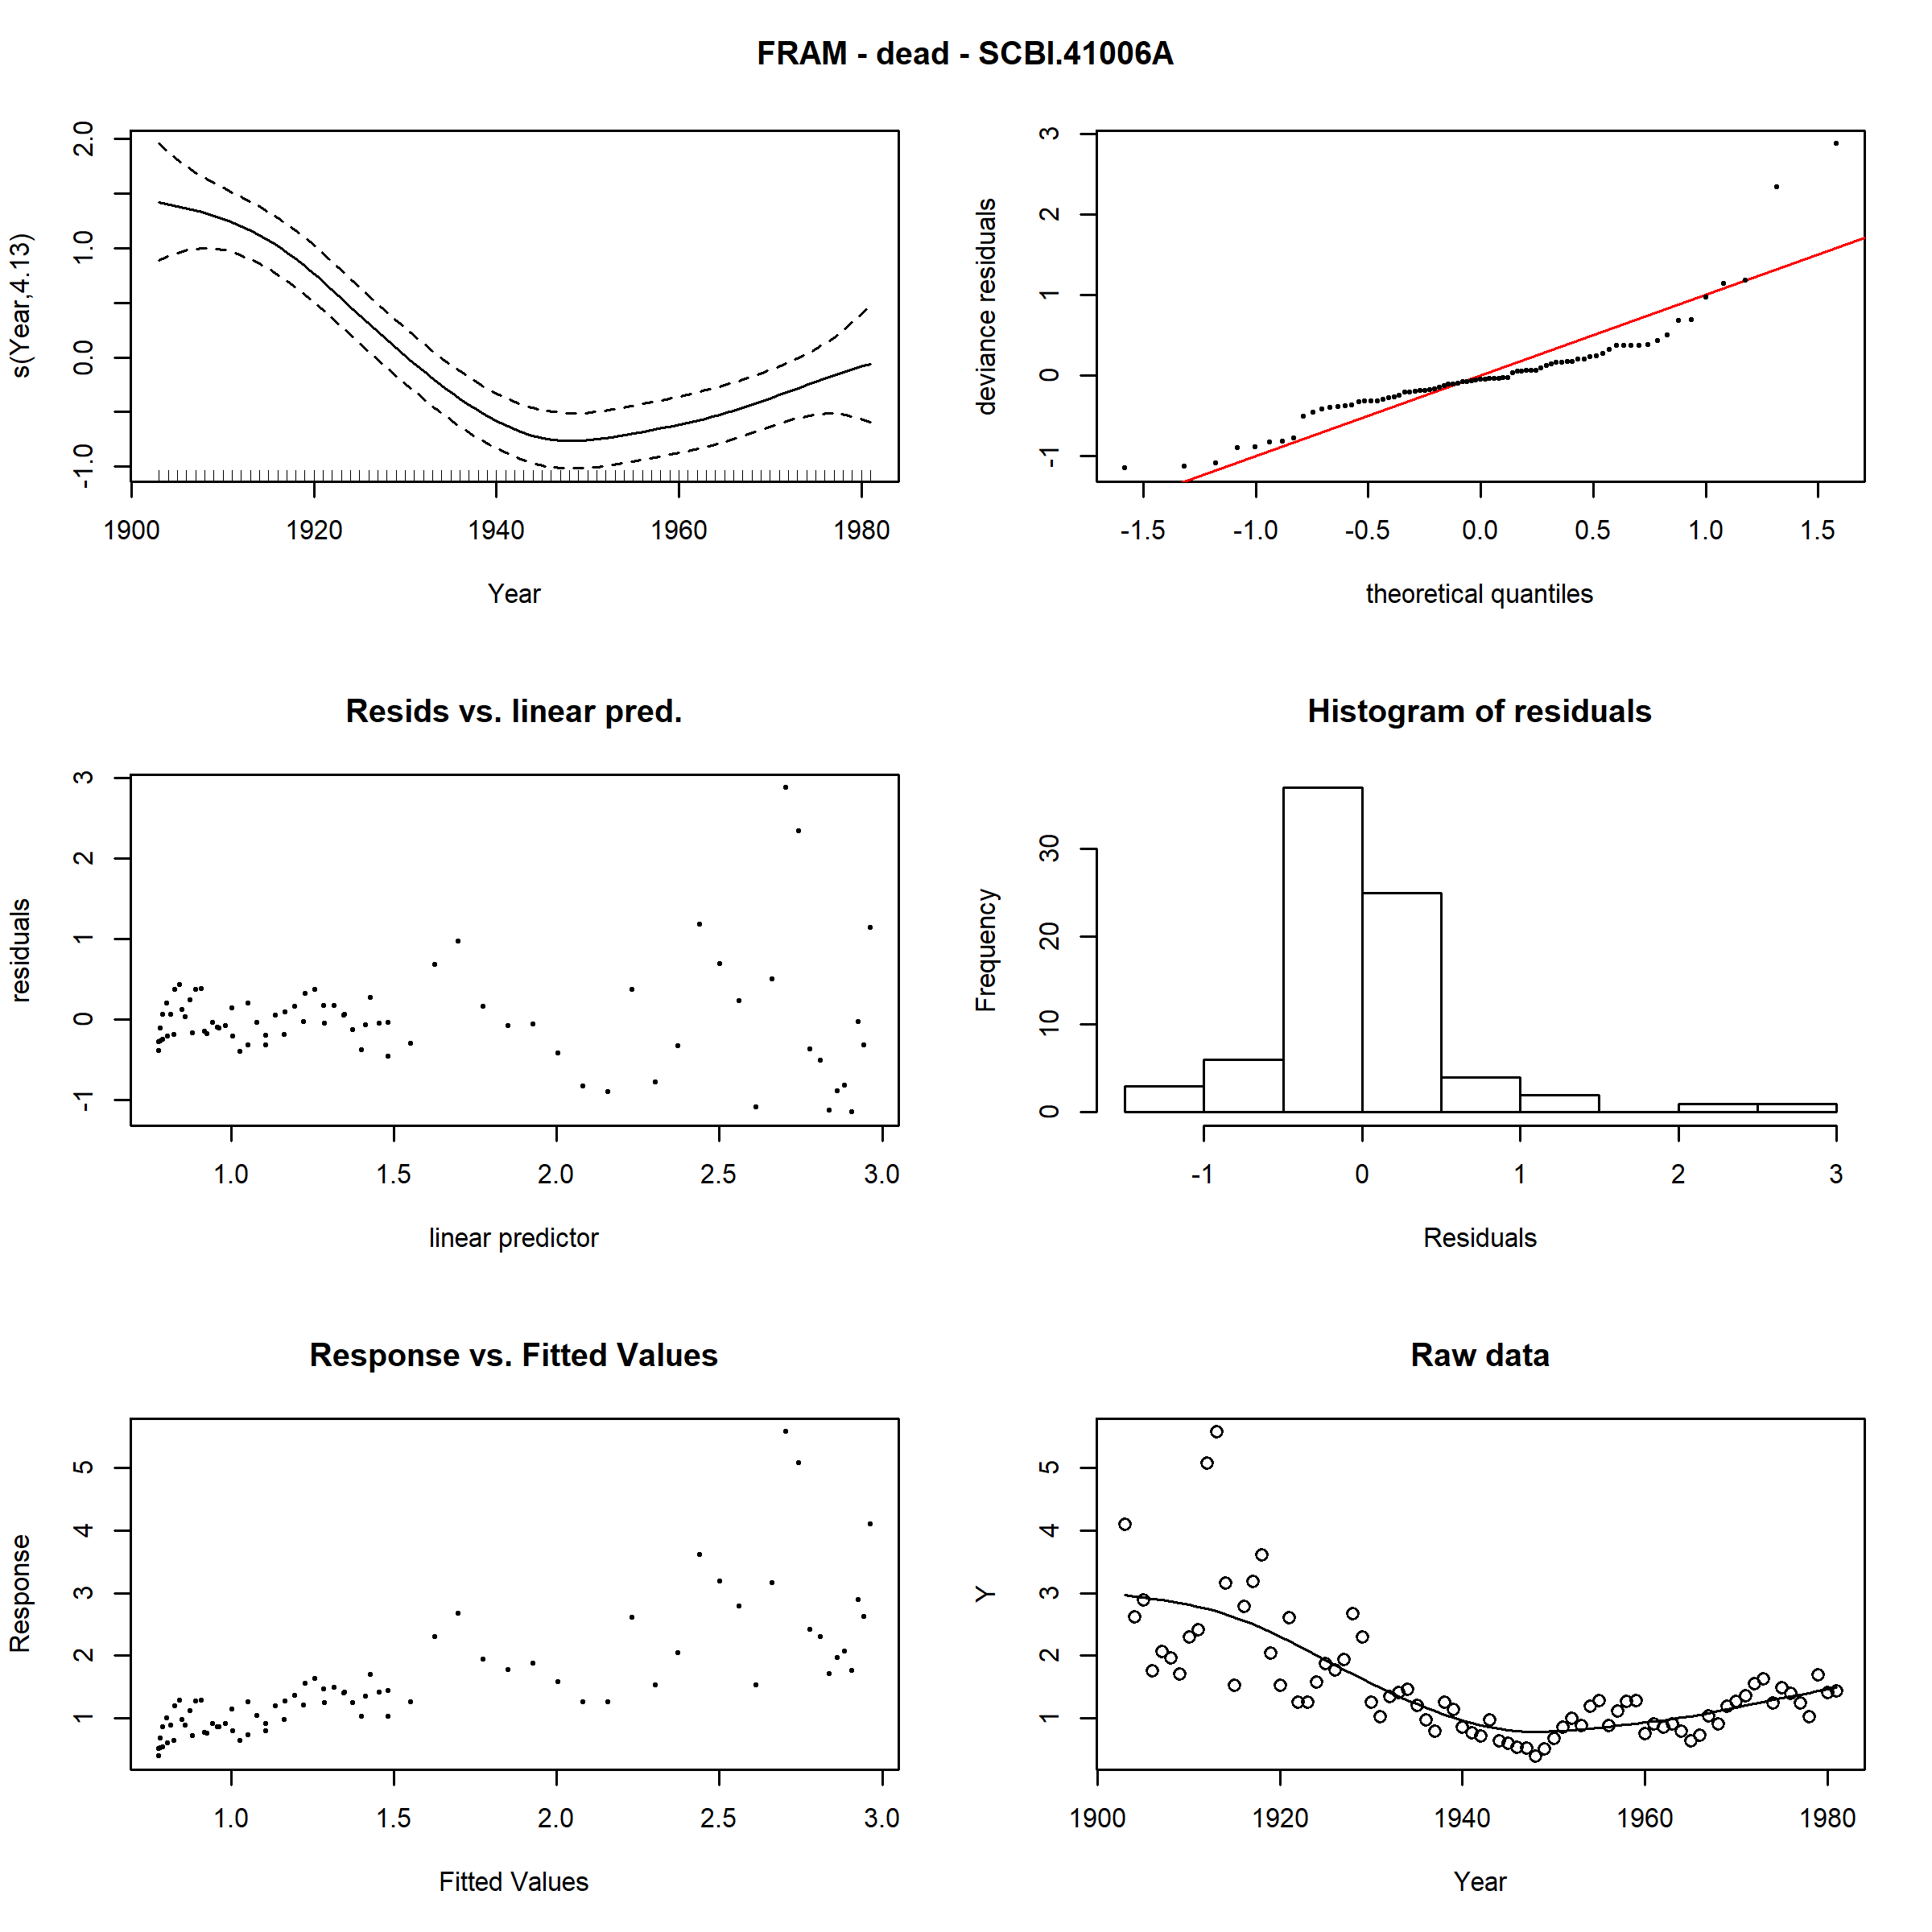 FRAM - dead - SCBI.41006A
s(Year,4.13)
-1.0 0.0 1.0 2.0
1900 1920 1940 1960 1980
Year
deviance residuals
-1 0 1 2 3
-1.5 -1.0 -0.5 0.0 0.5 1.0 1.5
theoretical quantiles
Resids vs. linear pred.
residuals
-1 0 1 2 3
1.0 1.5 2.0 2.5 3.0
linear predictor
Histogram of residuals
Frequency
0 10 20 30
-1 0 1 2 3
Residuals
Response vs. Fitted Values
Response
1 2 3 4 5
1.0 1.5 2.0 2.5 3.0
Fitted Values
Raw data
Y
1 2 3 4 5
1900 1920 1940 1960 1980
Year